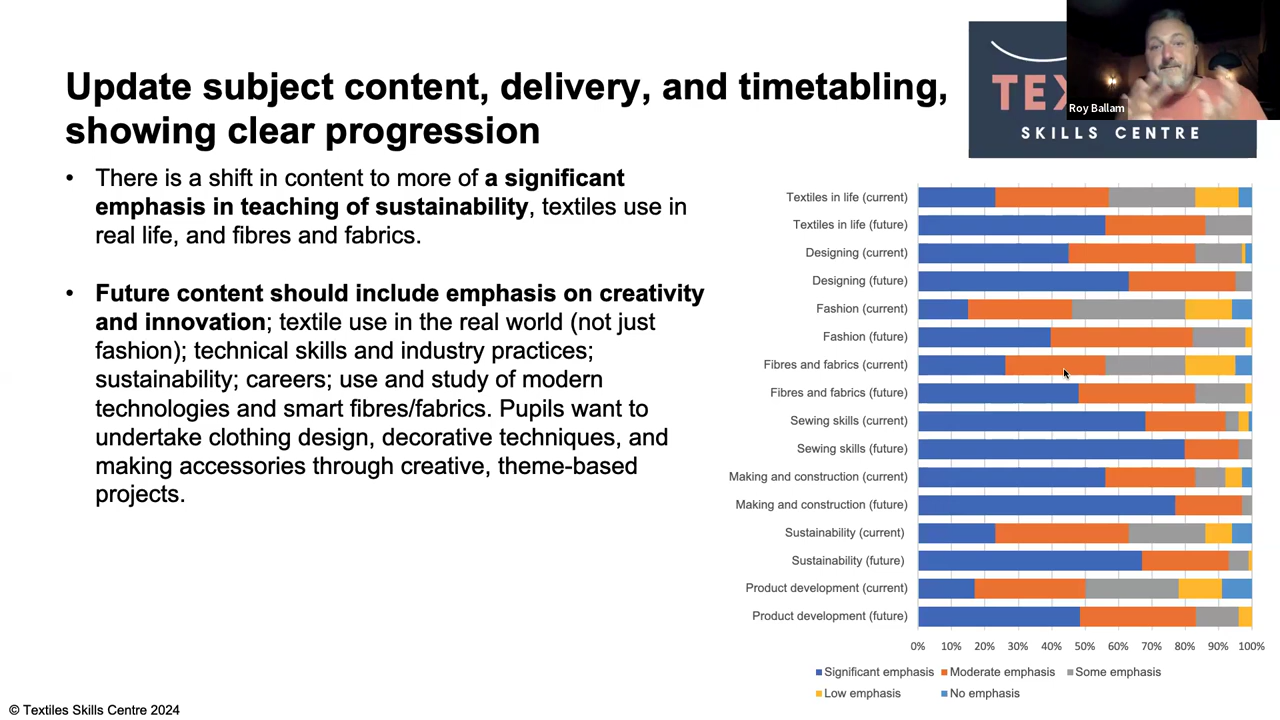 Update subject content, delivery, and timetabling,
showing clear progression
TEX
SKILLS CENTRE
Roy Ballam
• There is a shift in content to more of a significant
emphasis in teaching of sustainability, textiles use in
real life, and fibres and fabrics.
• Future content should include emphasis on creativity
and innovation; textile use in the real world (not just
fashion); technical skills and industry practices;
sustainability; careers; use and study of modern
technologies and smart fibres/fabrics. Pupils want to
undertake clothing design, decorative techniques, and
making accessories through creative, theme-based
projects.
Textiles in life (current)
Textiles in life (future)
Designing (current)
Designing (future)
Fashion (current)
Fashion (future)
Fibres and fabrics (current)
Fibres and fabrics (future)
Sewing skills (current)
Sewing skills (future)
Making and construction (current)
Making and construction (future)
Sustainability (current)
Sustainability (future)
Product development (current)
Product development (future)
0% 10% 20% 30% 40% 50% 60% 70% 80% 90% 100%
Significant emphasis Moderate emphasis Some emphasis
Low emphasis No emphasis
© Textiles Skills Centre 2024